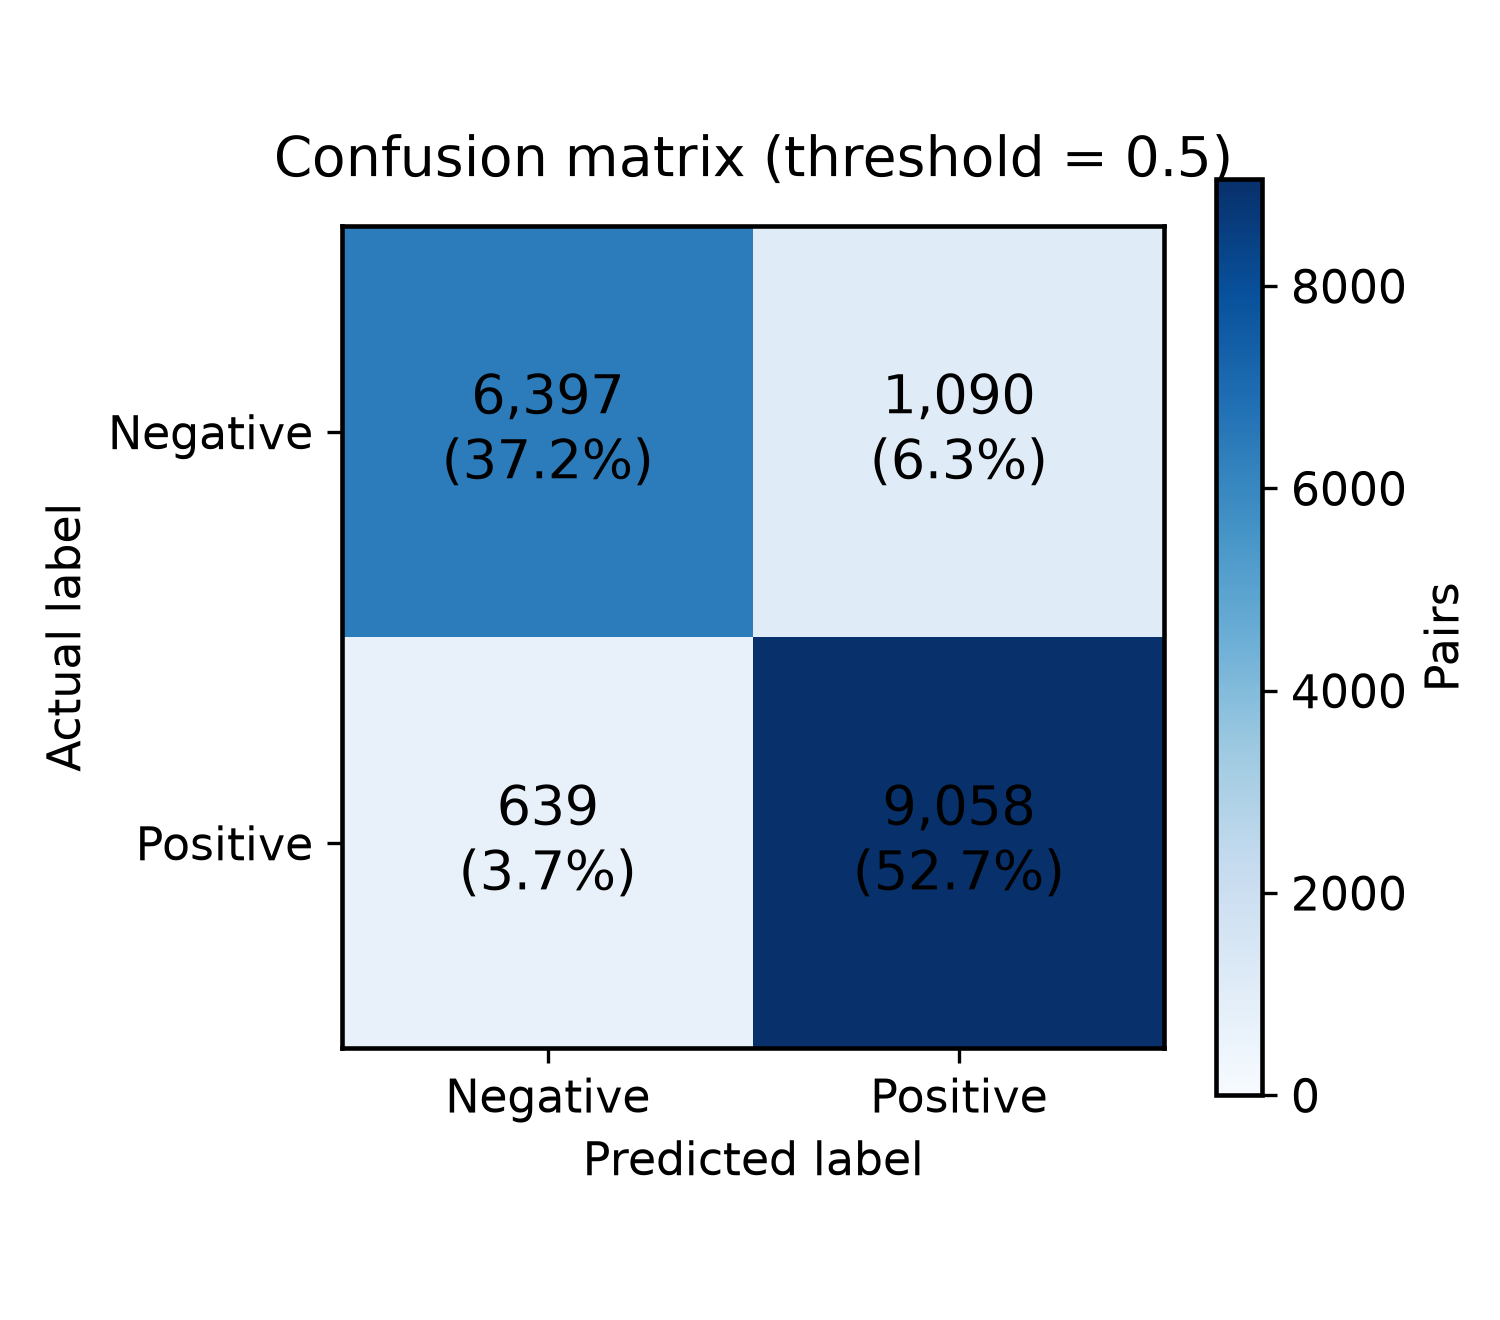 Confusion matrix (threshold = 0.5)
Actual label
Negative
6,397
(37.2%)
1,090
(6.3%)
Positive
639
(3.7%)
9,058
(52.7%)
Negative
Positive
Predicted label
8000
6000
4000
2000
0
Pairs